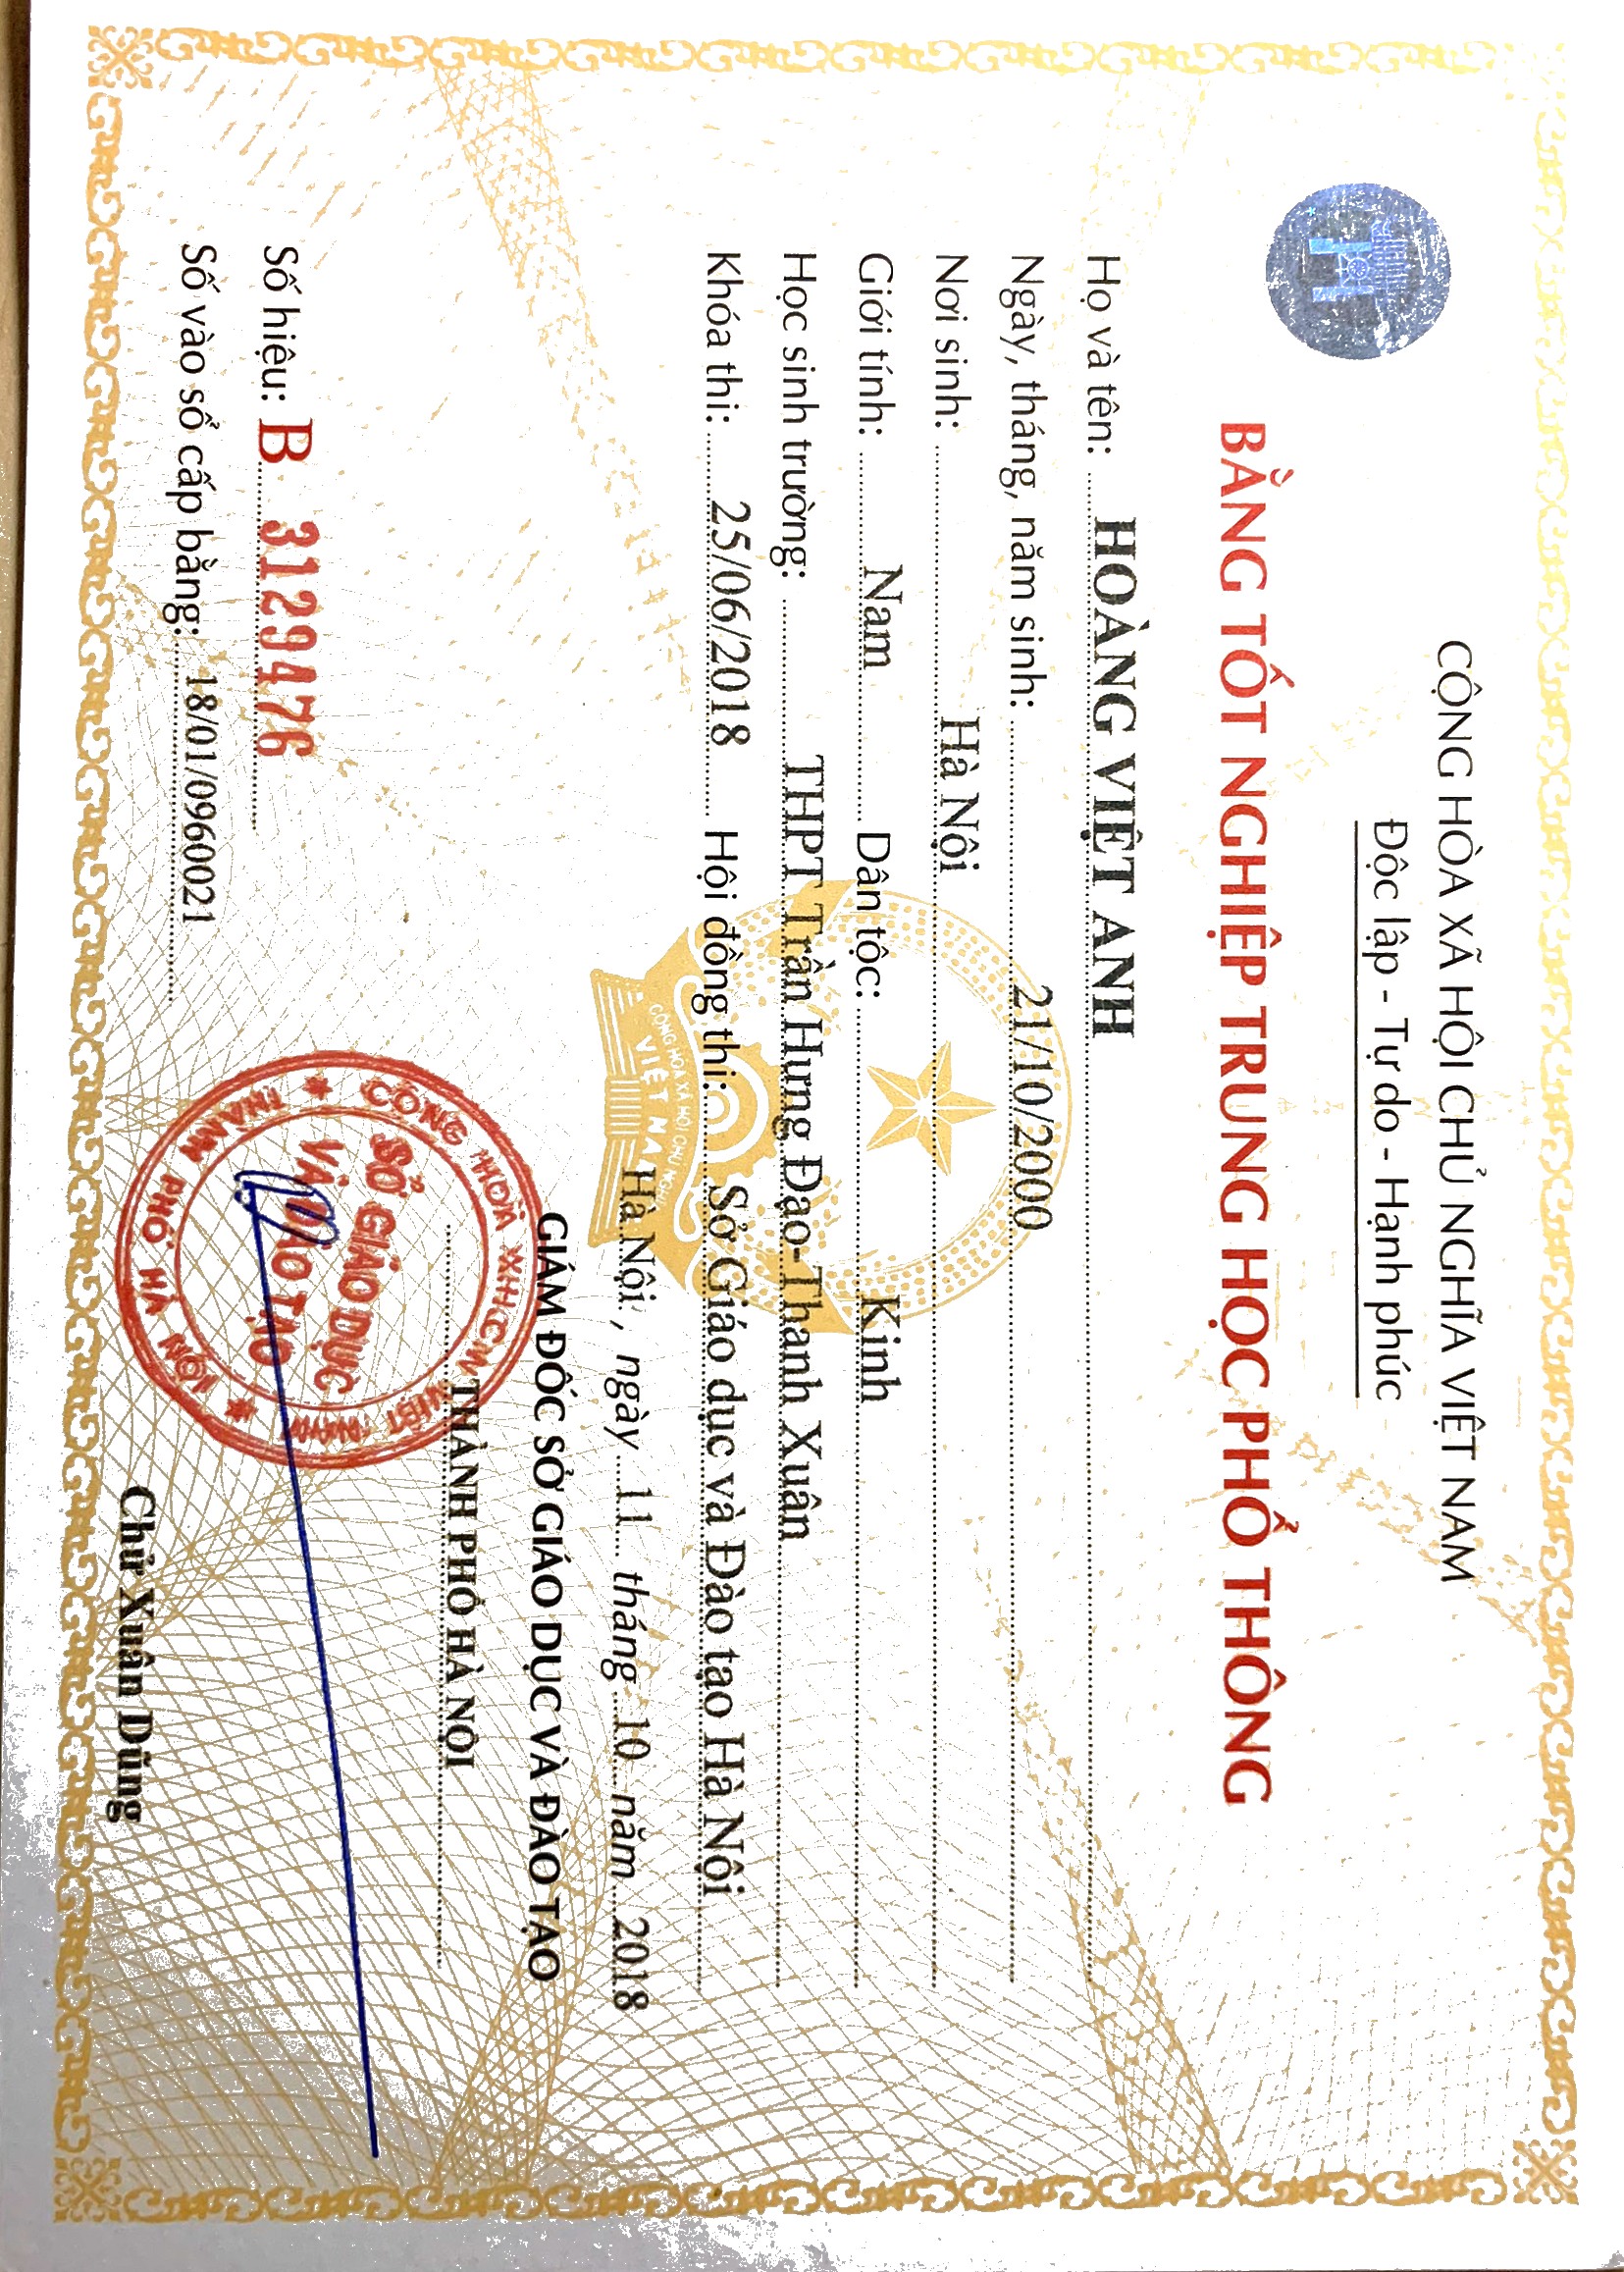 CỘNG HÒA XÃ HỘI CHỦ NGHĨA VIỆT NAM
Độc lập - Tự do - Hạnh phúc
BẰNG TỐT NGHIỆP TRUNG HỌC PHỔ THÔNG
Họ và tên: HOÀNG VIỆT ANH
Ngày, tháng, năm sinh: 21/10/2000
Nơi sinh: Hà Nội
Giới tính: Nam Dân tộc: Kinh
Học sinh trường: THPT Trần Hưng Đạo-Thanh Xuân
Khóa thi: 25/06/2018 Hội đồng thi: Sở Giáo dục và Đào tạo Hà Nội
CỘNG HÒA XÃ HỘI CHỦ NGHĨA
VIỆT NAM
Hà Nội , ngày 11 tháng 10 năm 2018
GIÁM ĐỐC SỞ GIÁO DỤC VÀ ĐÀO TẠO
THÀNH PHỐ HÀ NỘI
CỘNG HOÀ XHCN VIỆT NAM
SỞ GIÁO DỤC
VÀ ĐÀO TẠO
THÀNH PHỐ HÀ NỘI
Số hiệu: B 3129476
Số vào sổ cấp bằng: 18/01/0960021
Chử Xuân Dũng